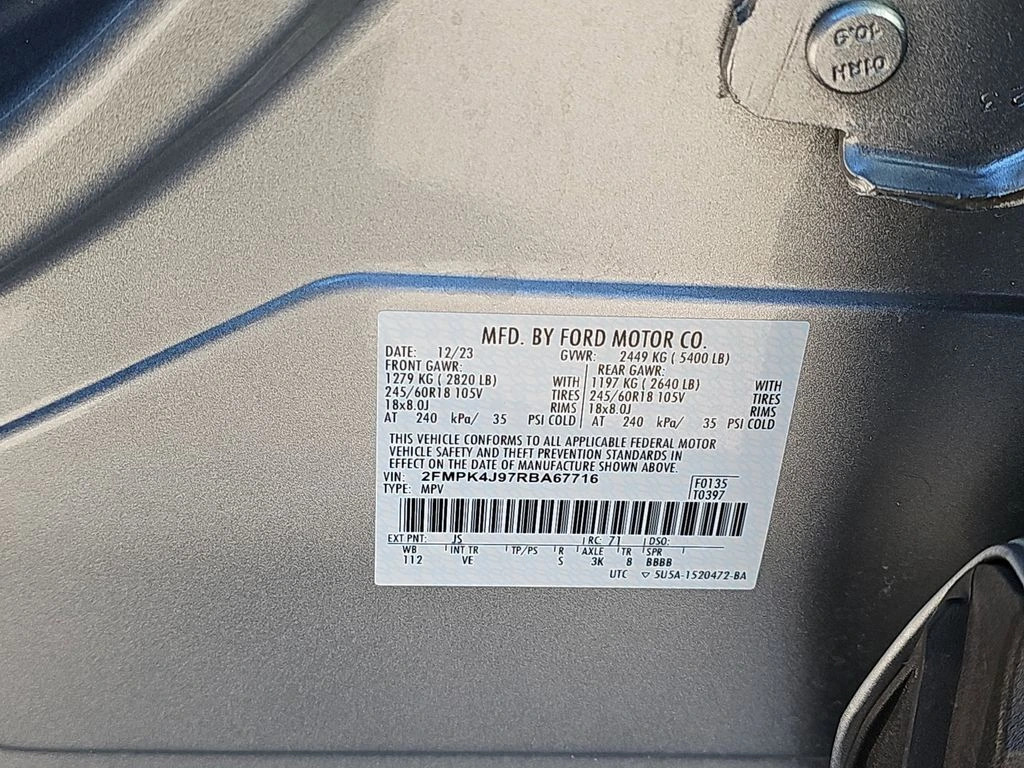 G'OP
HR10
MFD. BY FORD MOTOR CO.
DATE: 12/23 GVWR: 2449 KG ( 5400 LB)
FRONT GAWR: REAR GAWR:
1279 KG ( 2820 LB) WITH 1197 KG ( 2640 LB) WITH
245/60R18 105V TIRES 245/60R18 105V TIRES
18x8.0J RIMS 18x8.0J RIMS
AT 240 kPa/ 35 PSI COLD AT 240 kPa/ 35 PSI COLD
THIS VEHICLE CONFORMS TO ALL APPLICABLE FEDERAL MOTOR
VEHICLE SAFETY AND THEFT PREVENTION STANDARDS IN
EFFECT ON THE DATE OF MANUFACTURE SHOWN ABOVE.
VIN: 2FMPK4J97RBA67716 F0135
TYPE: MPV T0397
EXT PNT: JS RC: 71 DSO:
WB INT TR TP/PS R AXLE TR SPR
112 VE S 3K 8 BBBB
UTC ▽ 5U5A-1520472-BA